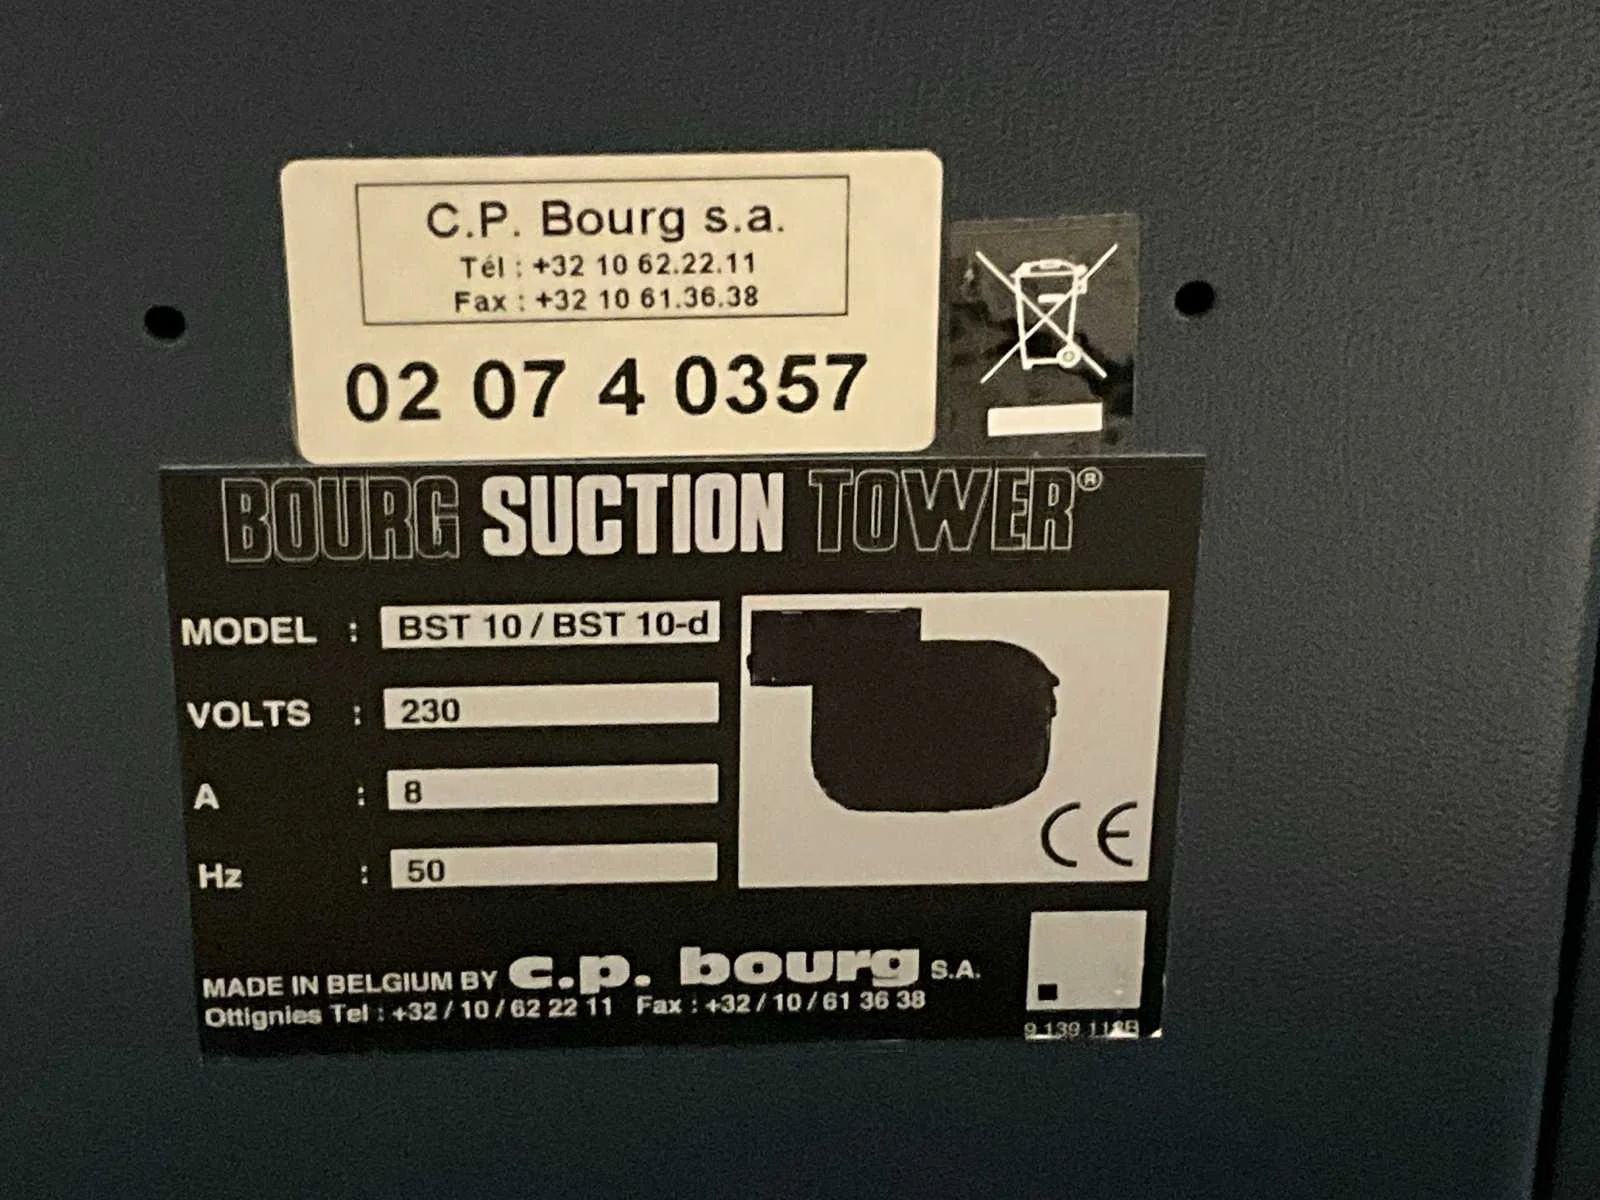 C.P. Bourg s.a.
Tél : +32 10 62.22.11
Fax : +32 10 61.36.38
02 07 4 0357
BOURG SUCTION TOWER®
MODEL : BST 10 / BST 10-d
VOLTS : 230
A : 8
Hz : 50
CE
MADE IN BELGIUM BY c.p. bourg S.A.
Ottignies Tel : +32 / 10 / 62 22 11 Fax : +32 / 10 / 61 36 38
9 139